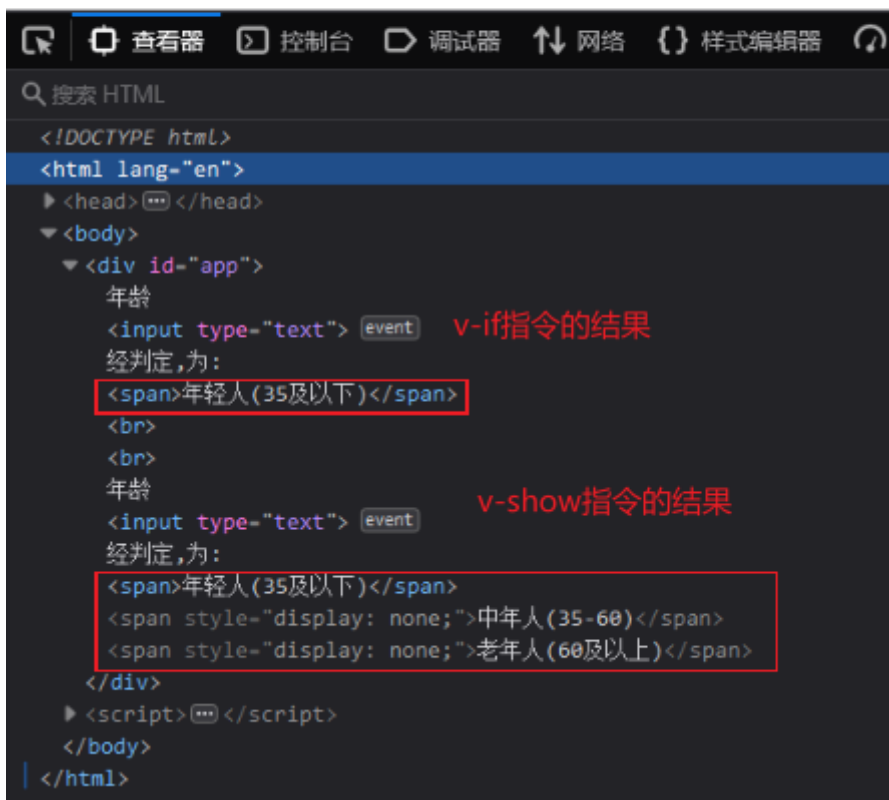 查看器 控制台 调试器 网络 {} 样式编辑器
搜索 HTML
<!DOCTYPE html>
<html lang="en">
<head> ••• </head>
<body>
<div id="app">
年龄
<input type="text"> event v-if指令的结果
经判定,为:
<span>年轻人(35及以下)</span>
<br>
<br>
年龄
<input type="text"> event v-show指令的结果
经判定,为:
<span>年轻人(35及以下)</span>
<span style="display: none;">中年人(35-60)</span>
<span style="display: none;">老年人(60及以上)</span>
</div>
<script> ••• </script>
</body>
</html>